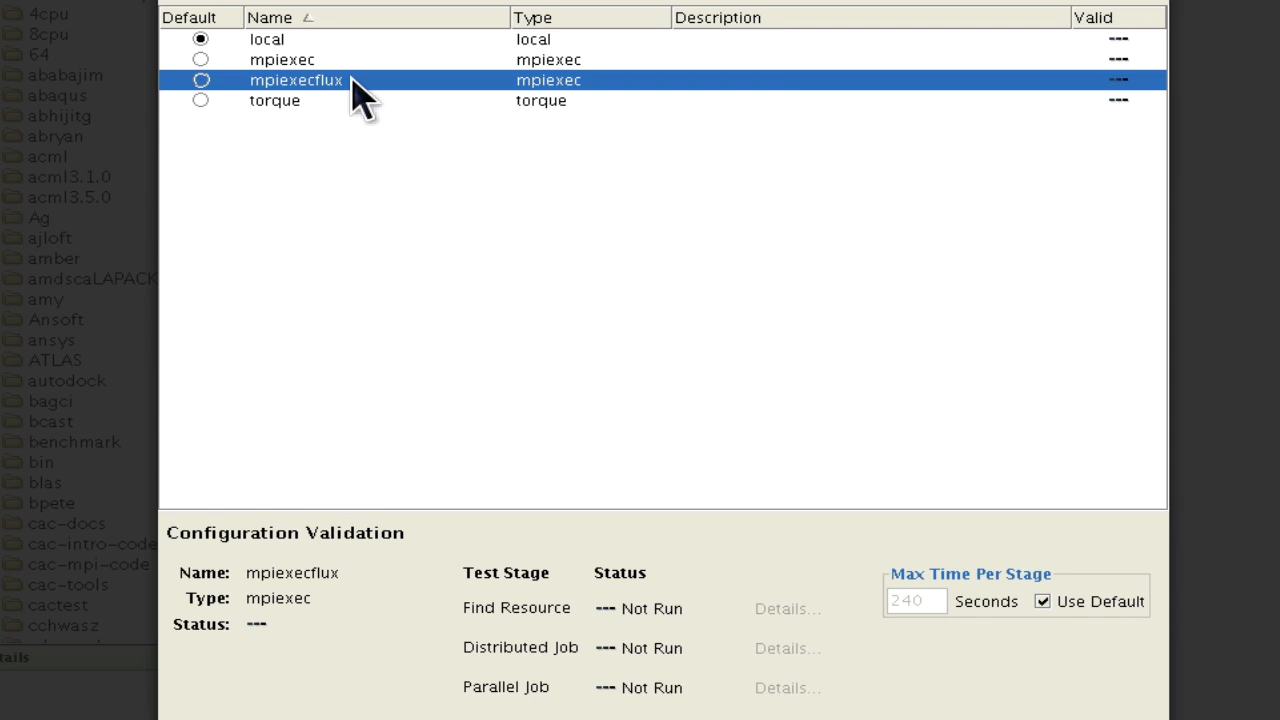 Default Name Type Description Valid
local local ---
mpiexec mpiexec ---
mpiexecflux mpiexec ---
torque torque ---
4cpu
8cpu
64
ababajim
abaqus
abhijitg
abryan
acml
acml3.1.0
acml3.5.0
Ag
ajloft
amber
amdscaLAPACK
amy
Ansoft
ansys
ATLAS
autodock
bagci
bcast
benchmark
bin
blas
bpete
cac-docs
cac-intro-code
cac-mpi-code
cac-tools
cactest
cchwasz
tails
Configuration Validation
Name: mpiexecflux
Type: mpiexec
Status: ---
Test Stage Status
Find Resource --- Not Run Details...
Distributed Job --- Not Run Details...
Parallel Job --- Not Run Details...
Max Time Per Stage
240 Seconds Use Default